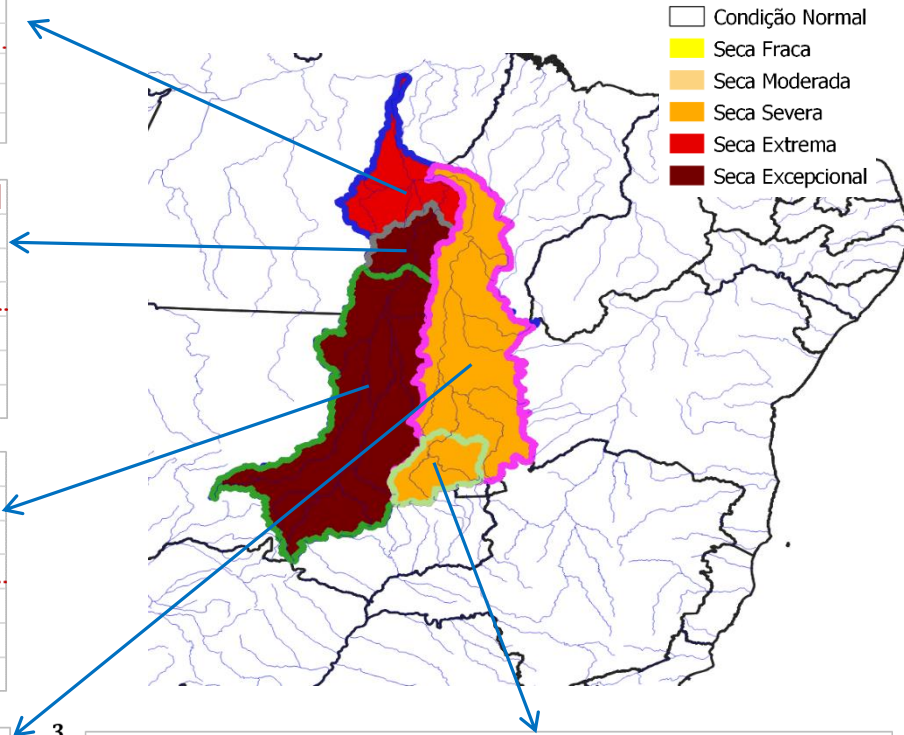 Condição Normal
Seca Fraca
Seca Moderada
Seca Severa
Seca Extrema
Seca Excepcional
3